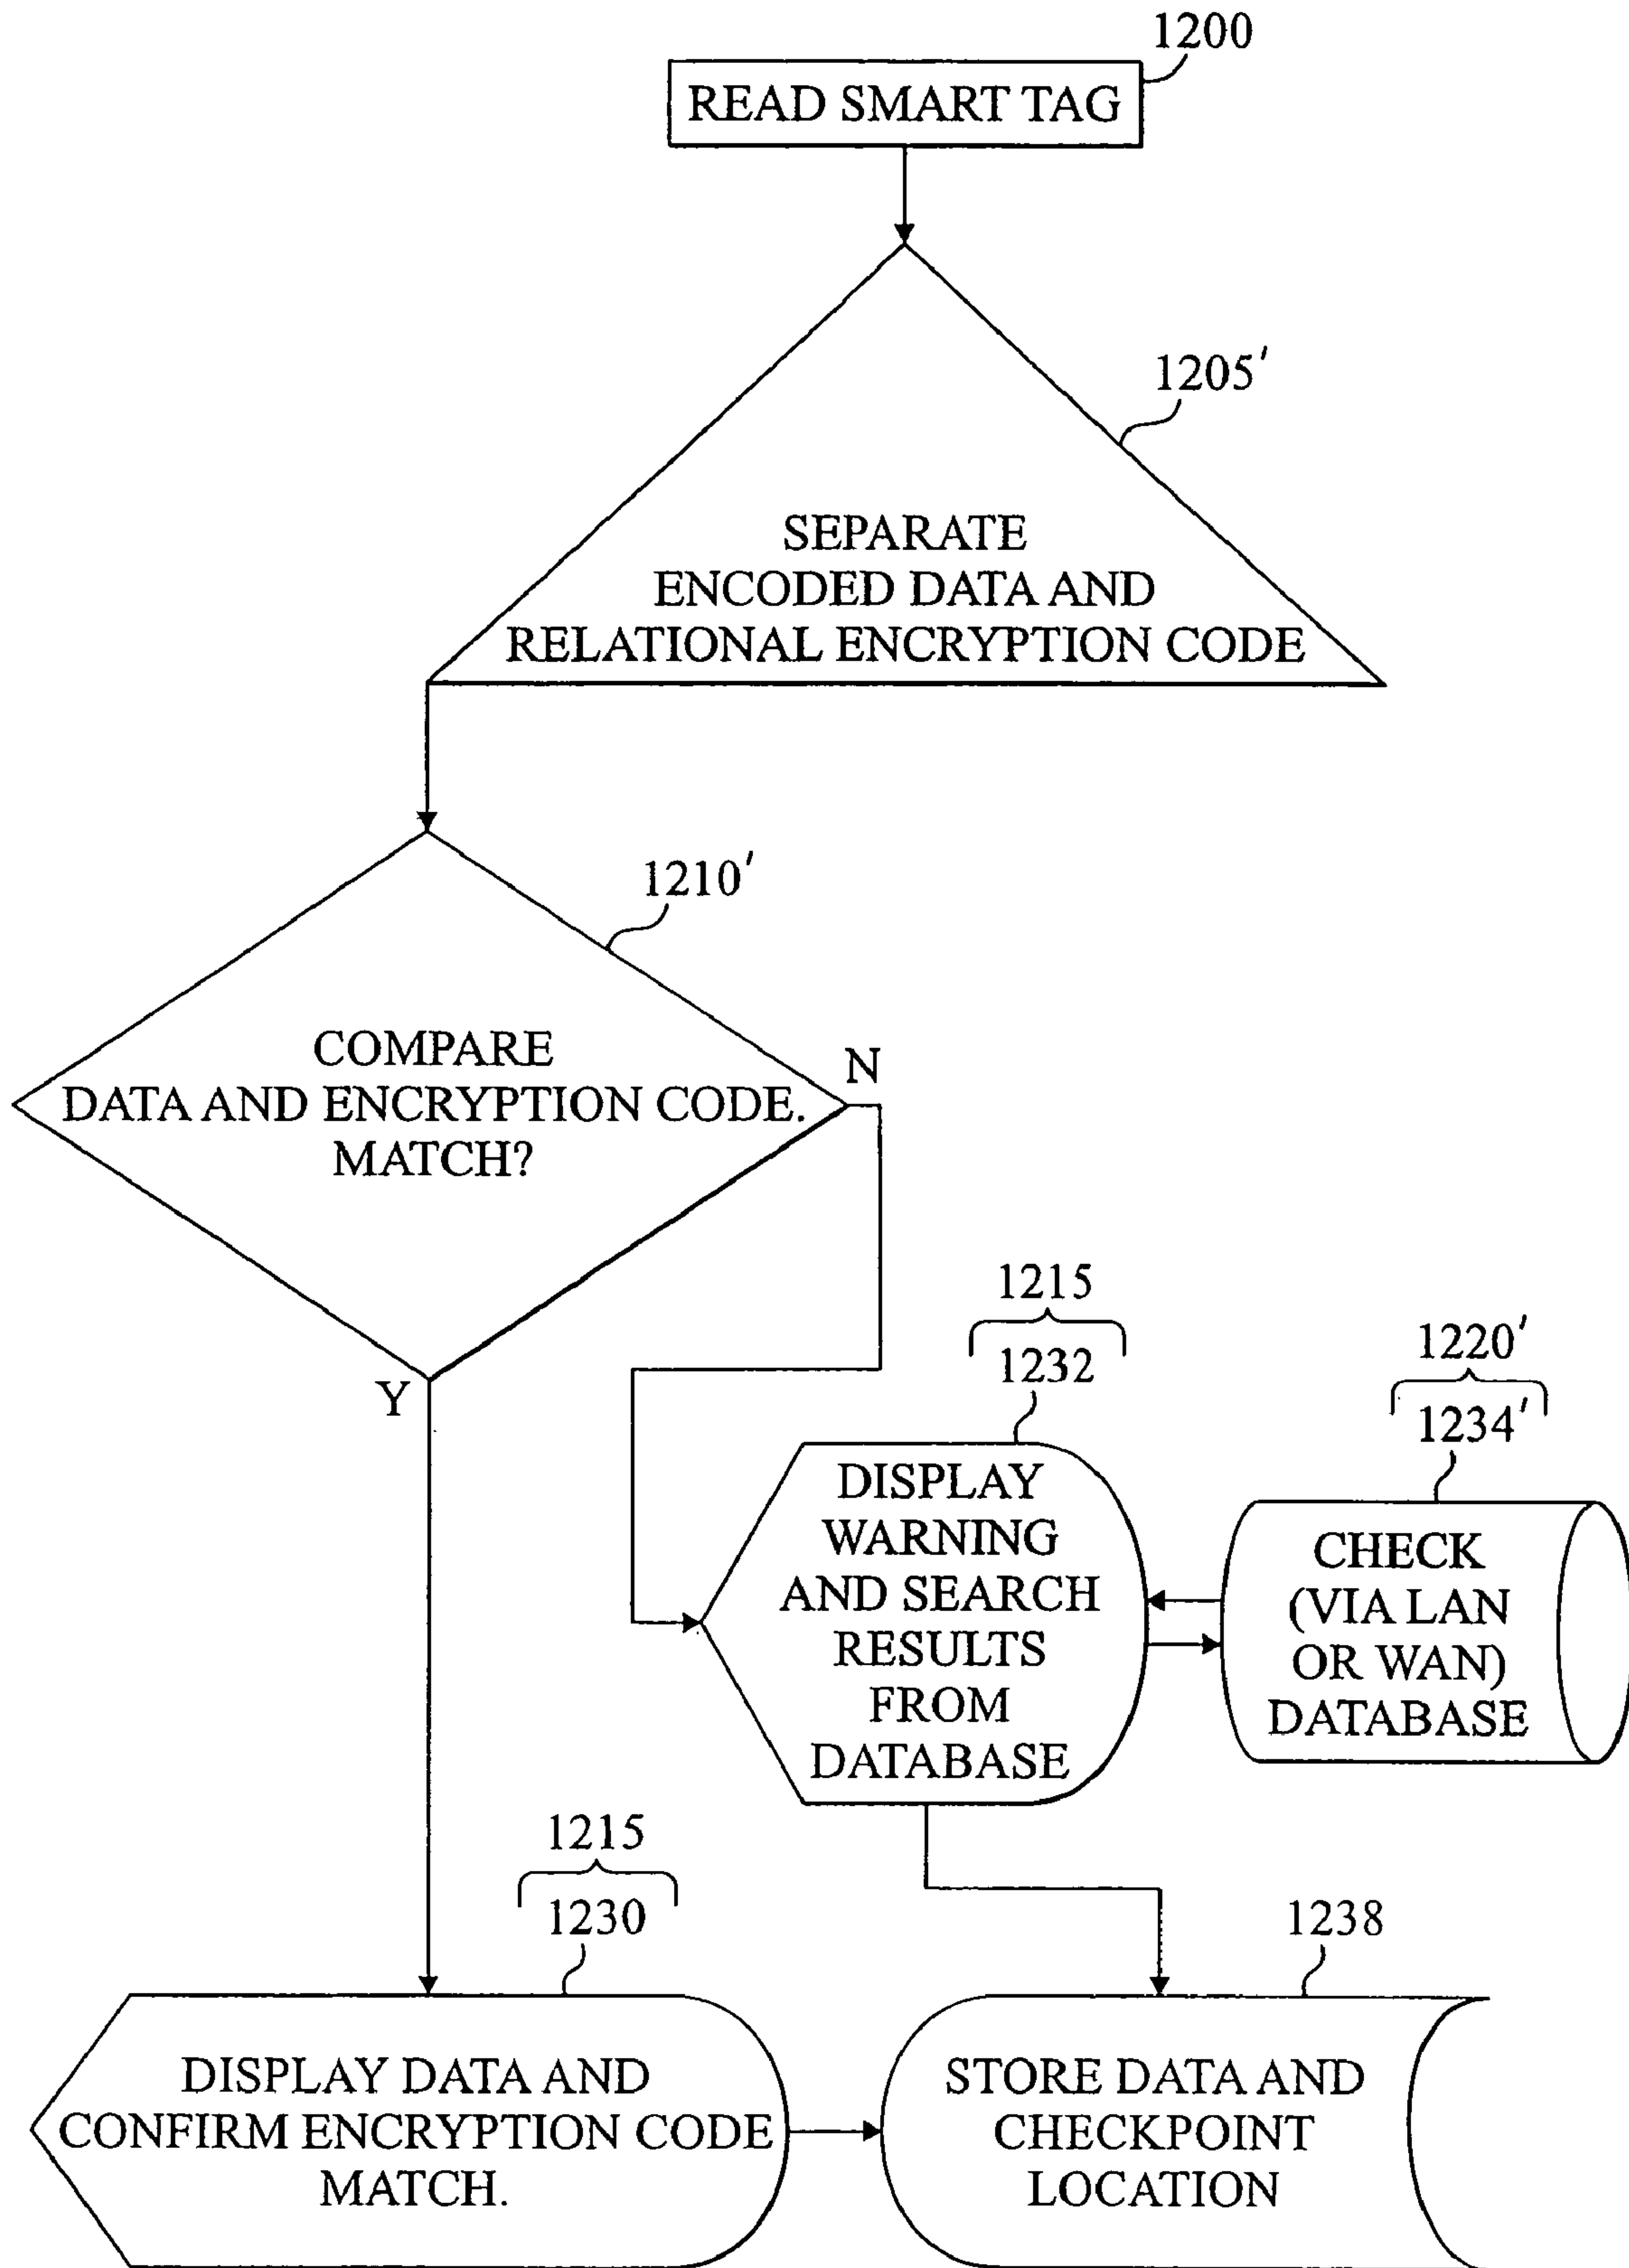 1200
READ SMART TAG
1205'
SEPARATE
ENCODED DATA AND
RELATIONAL ENCRYPTION CODE
1210'
COMPARE
DATA AND ENCRYPTION CODE.
MATCH?
N
Y
1215
1232
DISPLAY
WARNING
AND SEARCH
RESULTS
FROM
DATABASE
1220'
1234'
CHECK
(VIA LAN
OR WAN)
DATABASE
1215
1230
DISPLAY DATA AND
CONFIRM ENCRYPTION CODE
MATCH.
1238
STORE DATA AND
CHECKPOINT
LOCATION